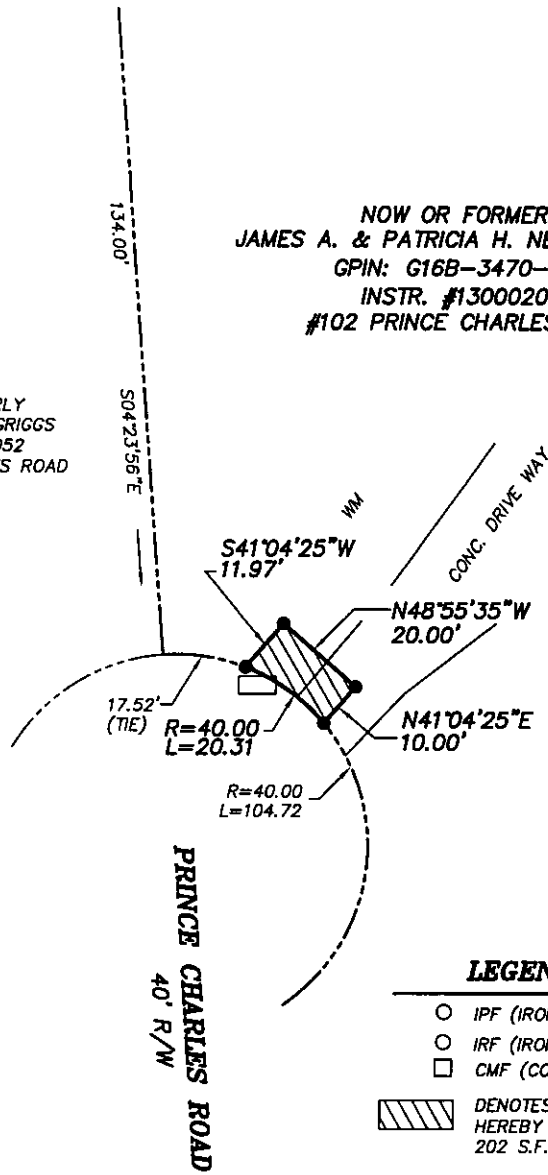 134.00'
S04°23'56"E
NOW OR FORMER
JAMES A. & PATRICIA H. NE
GPIN: G16B-3470-
INSTR. #1300020
#102 PRINCE CHARLES
RLY
GRIGGS
052
ES ROAD
WM
CONC. DRIVE WAY
S41°04'25"W
11.97'
N48°55'35"W
20.00'
17.52'
(TIE)
R=40.00
L=20.31
N41°04'25"E
10.00'
R=40.00
L=104.72
PRINCE CHARLES ROAD
40' R/W
LEGEN
IPF (IRO
IRF (IRO
CMF (CO
DENOTES
HEREBY
202 S.F.